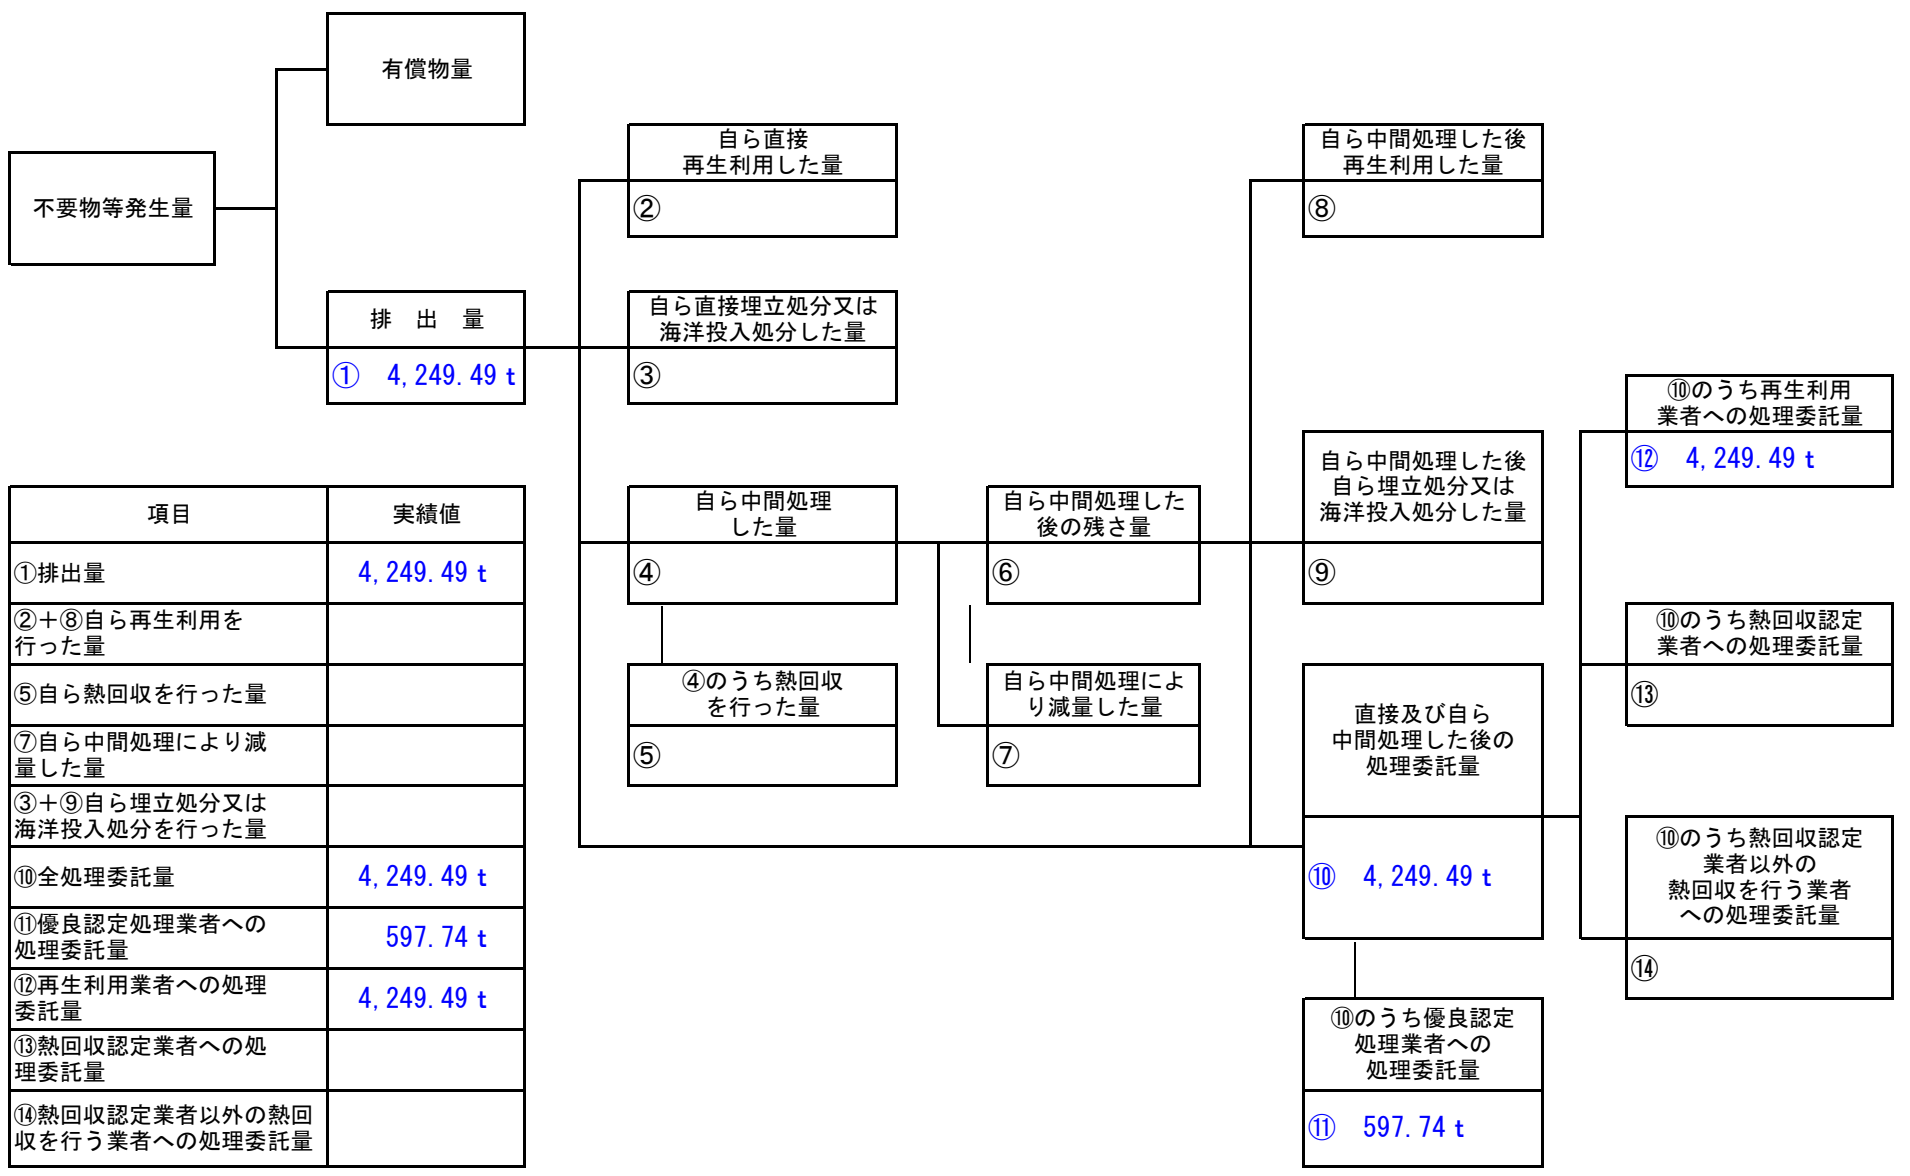 有償物量
不要物等発生量
排　出　量
① 4,249.49 t
自ら直接
再生利用した量
②
自ら直接埋立処分又は
海洋投入処分した量
③
自ら中間処理
した量
④
④のうち熱回収
を行った量
⑤
自ら中間処理した
後の残さ量
⑥
自ら中間処理によ
り減量した量
⑦
自ら中間処理した後
再生利用した量
⑧
自ら中間処理した後
自ら埋立処分又は
海洋投入処分した量
⑨
直接及び自ら
中間処理した後の
処理委託量
⑩ 4,249.49 t
⑩のうち優良認定
処理業者への
処理委託量
⑪ 597.74 t
⑩のうち再生利用
業者への処理委託量
⑫ 4,249.49 t
⑩のうち熱回収認定
業者への処理委託量
⑬
⑩のうち熱回収認定
業者以外の
熱回収を行う業者
への処理委託量
⑭
項目 実績値
①排出量 4,249.49 t
②＋⑧自ら再生利用を
行った量
⑤自ら熱回収を行った量
⑦自ら中間処理により減
量した量
③＋⑨自ら埋立処分又は
海洋投入処分を行った量
⑩全処理委託量 4,249.49 t
⑪優良認定処理業者への
処理委託量 597.74 t
⑫再生利用業者への処理
委託量 4,249.49 t
⑬熱回収認定業者への処
理委託量
⑭熱回収認定業者以外の熱回
収を行う業者への処理委託量